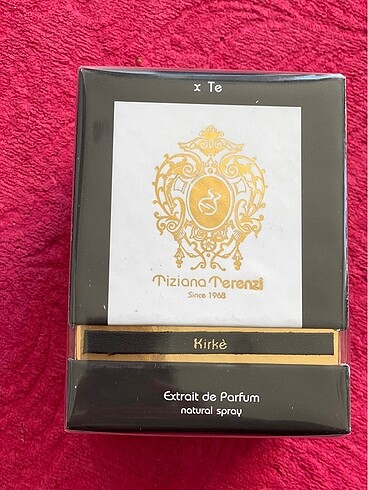 x Te
Tiziana Terenzi
Since 1968
Kirkè
Extrait de Parfum
natural spray